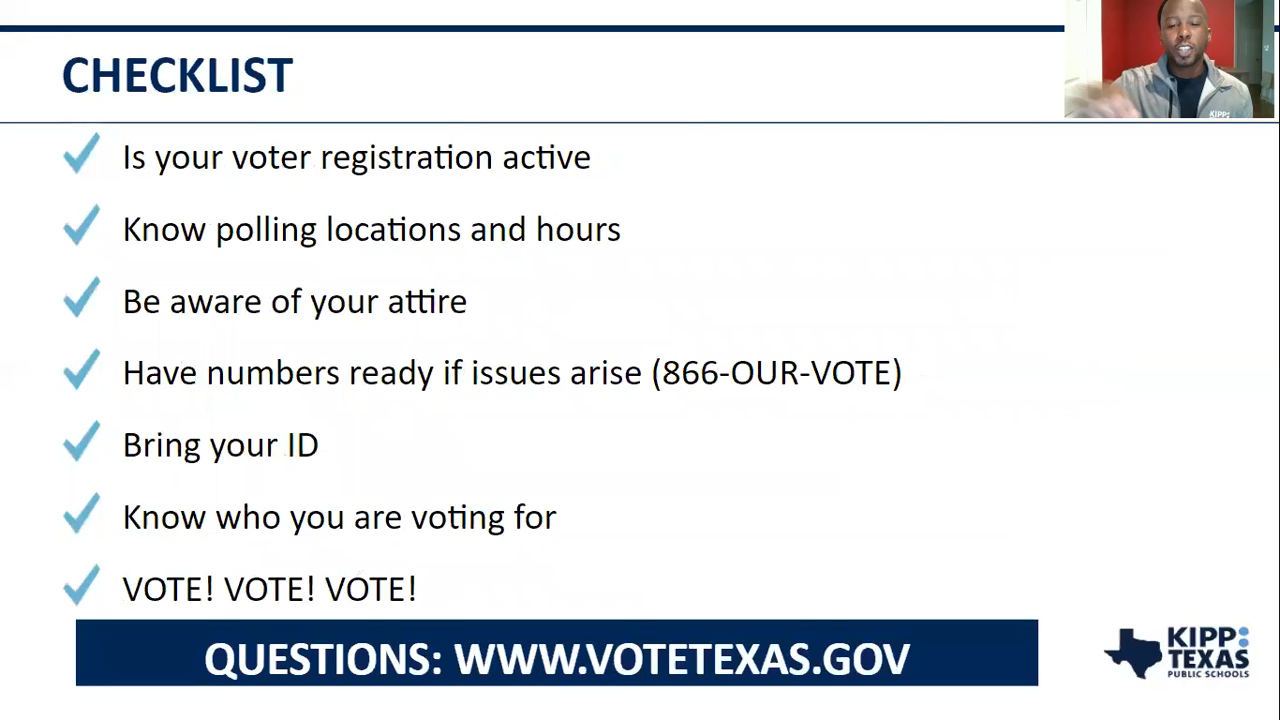 CHECKLIST
Is your voter registration active
Know polling locations and hours
Be aware of your attire
Have numbers ready if issues arise (866-OUR-VOTE)
Bring your ID
Know who you are voting for
VOTE! VOTE! VOTE!
QUESTIONS: WWW.VOTETEXAS.GOV
KIPP:
TEXAS
PUBLIC SCHOOLS
KIPP: